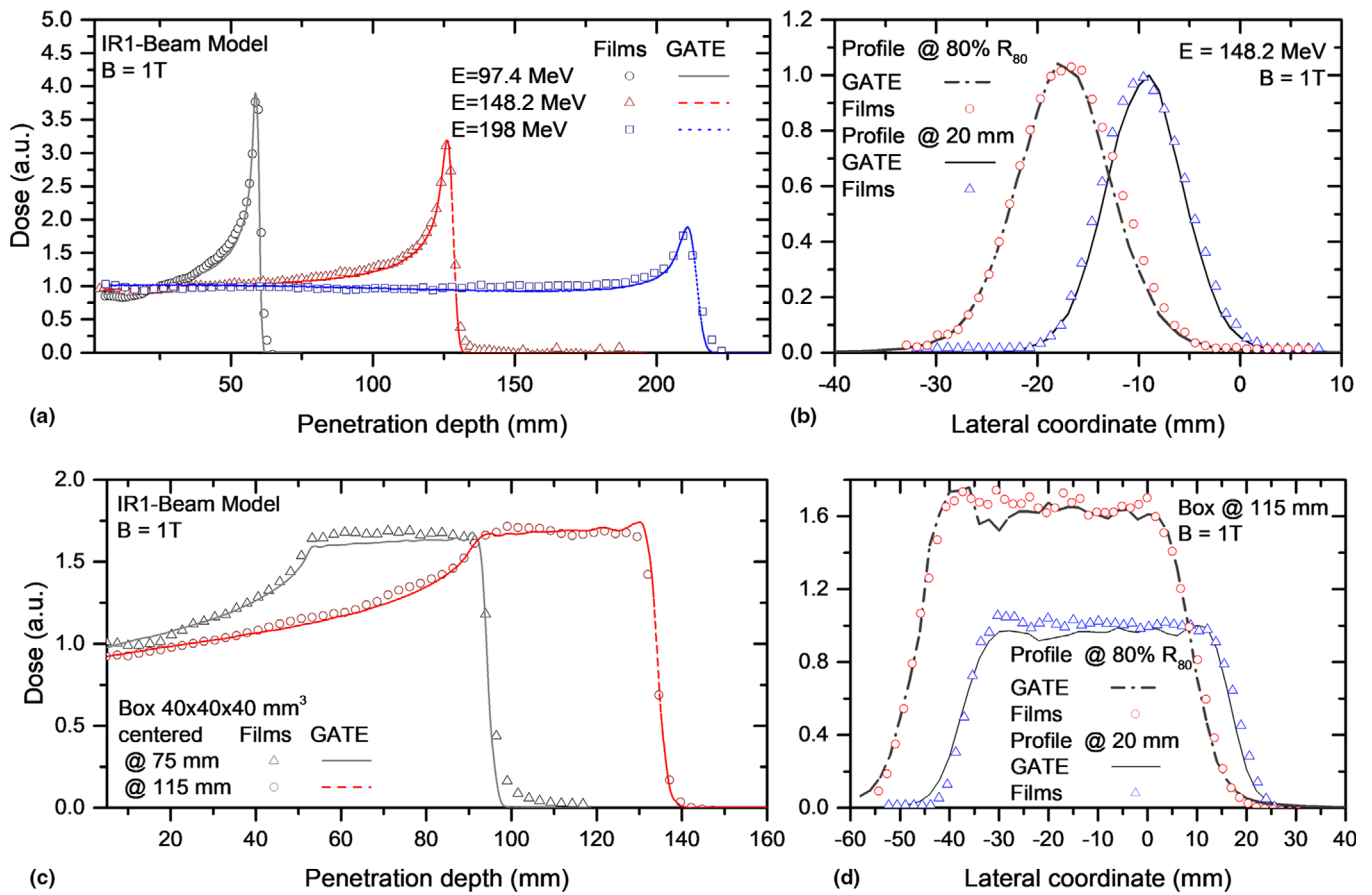 IR1-Beam Model
B = 1T
Films GATE
E=97.4 MeV
E=148.2 MeV
E=198 MeV
Dose (a.u.)
5.0
4.5
4.0
3.5
3.0
2.5
2.0
1.5
1.0
0.5
0.0
50 100 150 200
Penetration depth (mm)
(a)
Profile @ 80% R80
GATE
Films
Profile @ 20 mm
GATE
Films
E = 148.2 MeV
B = 1T
1.2
1.0
0.8
0.6
0.4
0.2
0.0
-40 -30 -20 -10 0 10
Lateral coordinate (mm)
(b)
IR1-Beam Model
B = 1T
Box 40x40x40 mm3
centered Films GATE
@ 75 mm
@ 115 mm
Dose (a.u.)
2.0
1.5
1.0
0.5
0.0
20 40 60 80 100 120 140 160
Penetration depth (mm)
(c)
Box @ 115 mm
B = 1T
Profile @ 80% R80
GATE
Films
Profile @ 20 mm
GATE
Films
1.6
1.2
0.8
0.4
0.0
-60 -50 -40 -30 -20 -10 0 10 20 30 40
Lateral coordinate (mm)
(d)